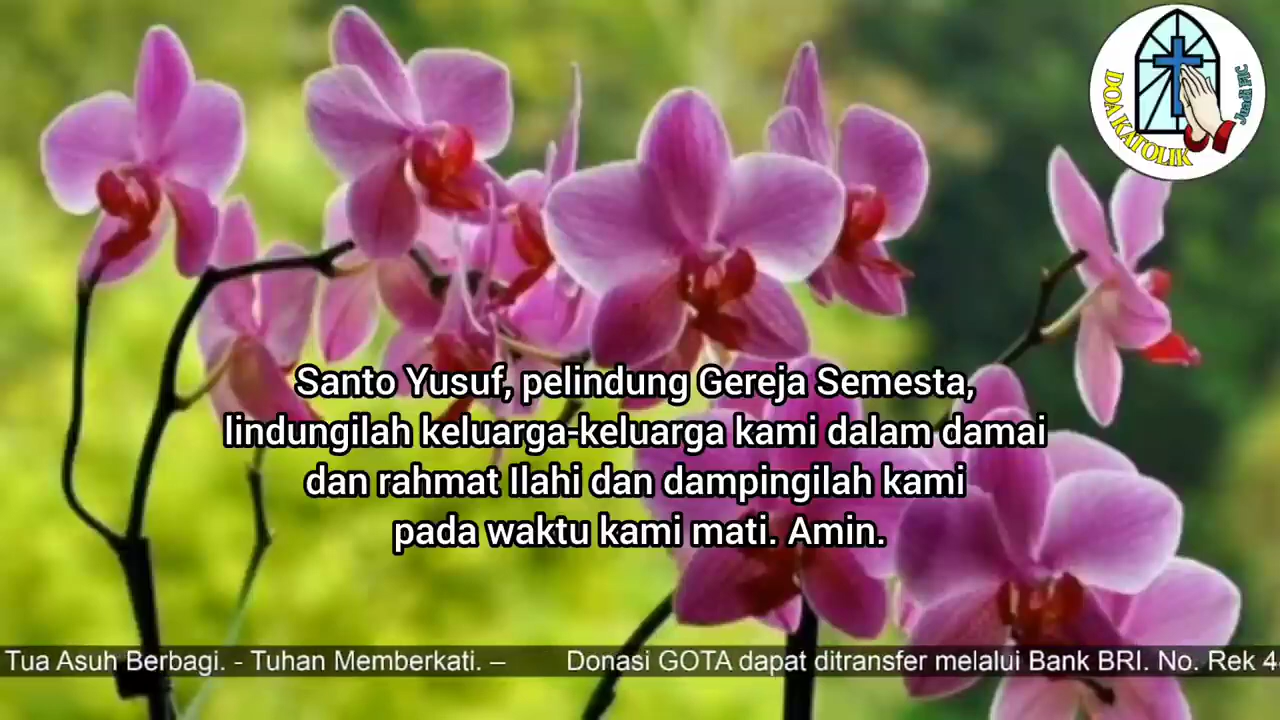 DOA KATOLIK
Juadi FIC
Santo Yusuf, pelindung Gereja Semesta,
lindungilah keluarga-keluarga kami dalam damai
dan rahmat Ilahi dan dampingilah kami
pada waktu kami mati. Amin.
Tua Asuh Berbagi. - Tuhan Memberkati. – Donasi GOTA dapat ditransfer melalui Bank BRI. No. Rek